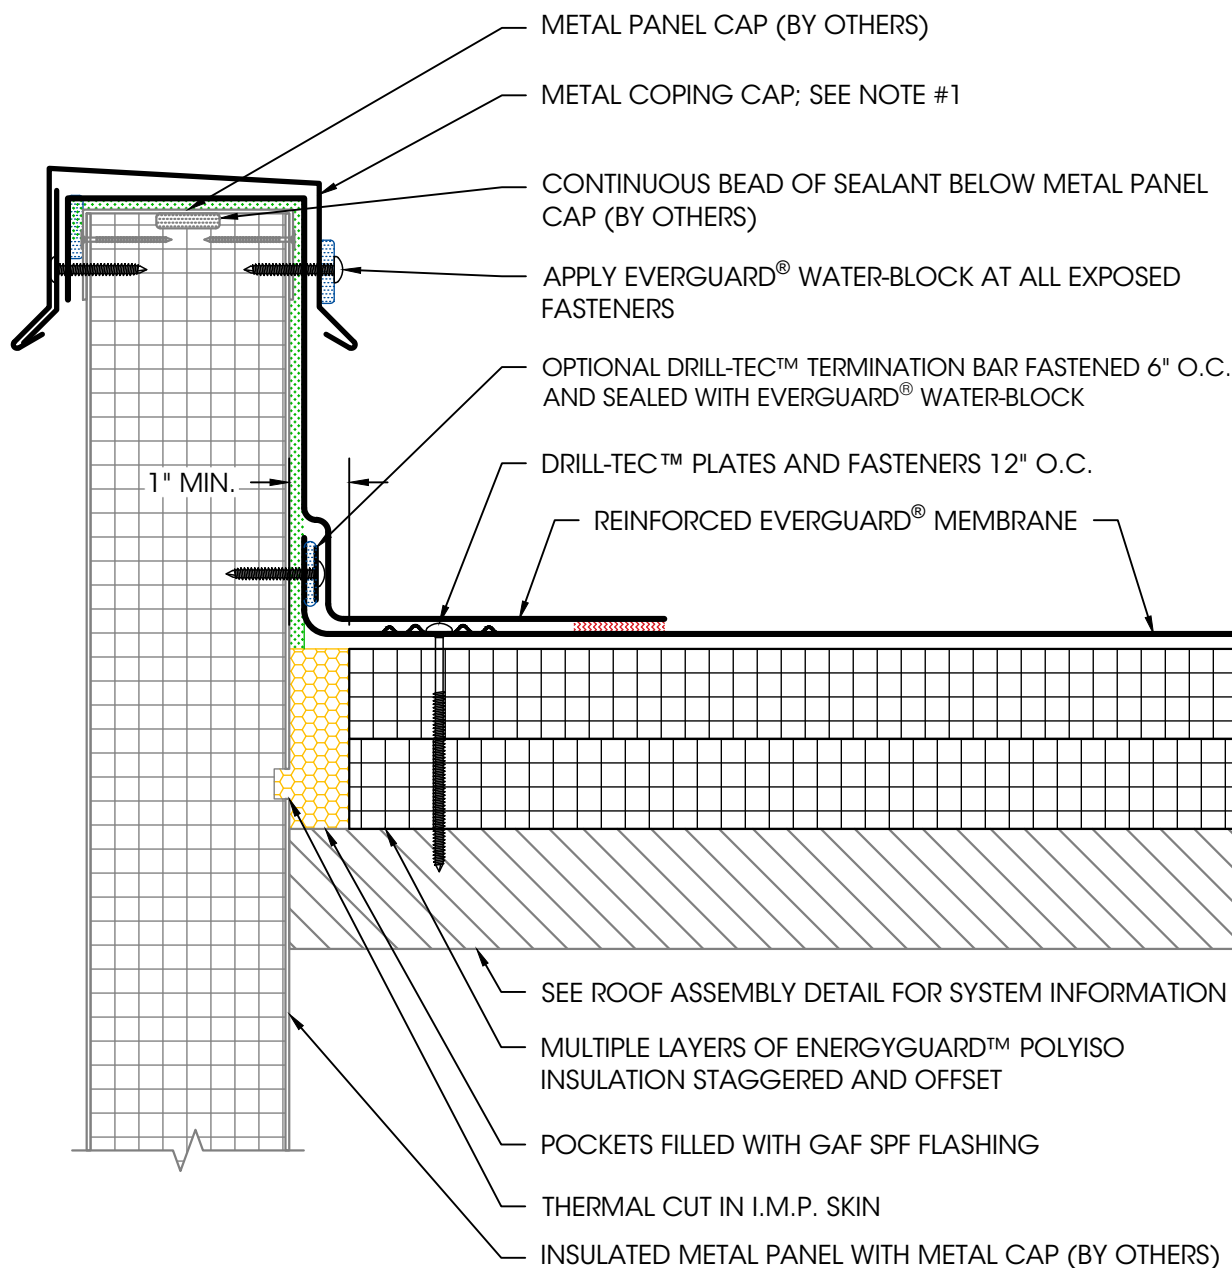 METAL PANEL CAP (BY OTHERS)
METAL COPING CAP; SEE NOTE #1
CONTINUOUS BEAD OF SEALANT BELOW METAL PANEL
CAP (BY OTHERS)
APPLY EVERGUARD® WATER-BLOCK AT ALL EXPOSED
FASTENERS
OPTIONAL DRILL-TEC™ TERMINATION BAR FASTENED 6" O.C.
AND SEALED WITH EVERGUARD® WATER-BLOCK
DRILL-TEC™ PLATES AND FASTENERS 12" O.C.
1" MIN.
REINFORCED EVERGUARD® MEMBRANE
SEE ROOF ASSEMBLY DETAIL FOR SYSTEM INFORMATION
MULTIPLE LAYERS OF ENERGYGUARD™ POLYISO
INSULATION STAGGERED AND OFFSET
POCKETS FILLED WITH GAF SPF FLASHING
THERMAL CUT IN I.M.P. SKIN
INSULATED METAL PANEL WITH METAL CAP (BY OTHERS)